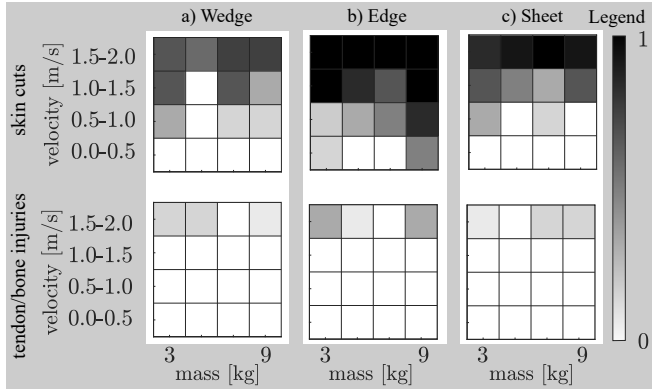 a) Wedge
b) Edge
c) Sheet
Legend
skin cuts
velocity [m/s]
1.5-2.0
1.0-1.5
0.5-1.0
0.0-0.5
1
tendon/bone injuries
velocity [m/s]
1.5-2.0
1.0-1.5
0.5-1.0
0.0-0.5
0
3 9
3 9
3 9
mass [kg]
mass [kg]
mass [kg]